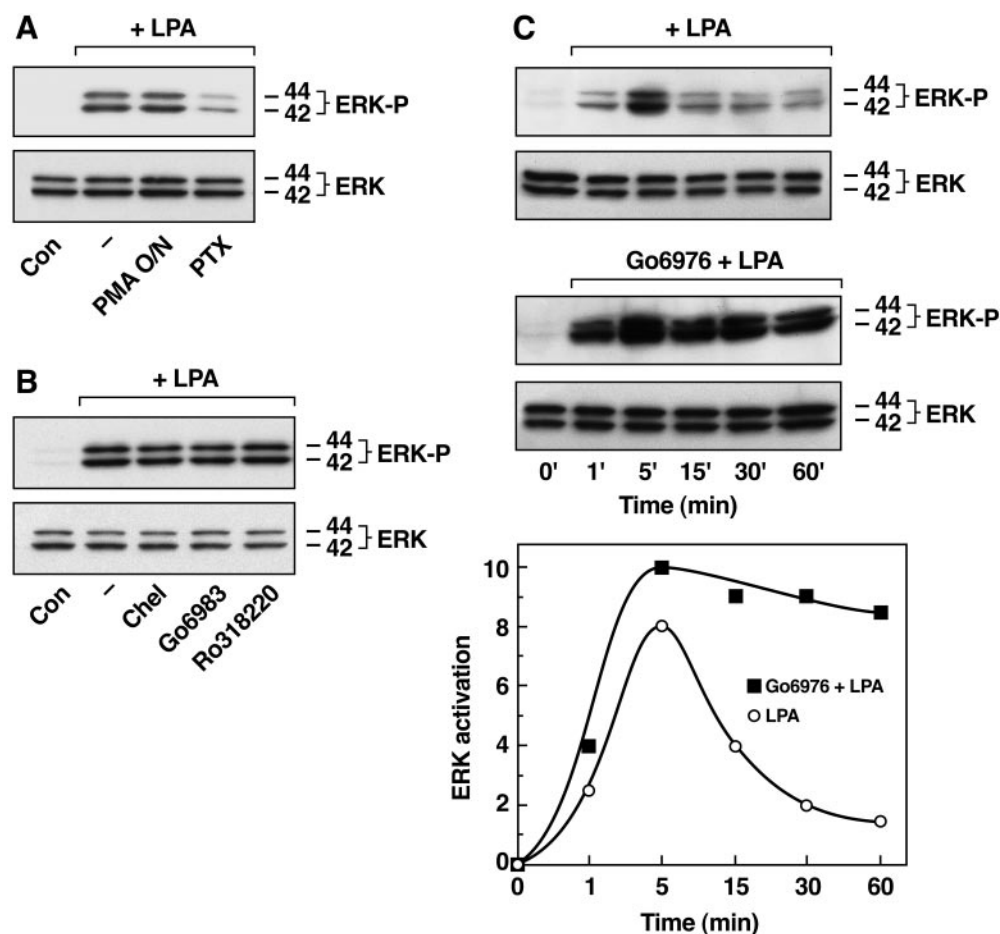 A
+ LPA
– 44
– 42
ERK-P
– 44
– 42
ERK
Con
–
PMA O/N
PTX
B
+ LPA
– 44
– 42
ERK-P
– 44
– 42
ERK
Con
–
Chel
Go6983
Ro318220
C
+ LPA
– 44
– 42
ERK-P
– 44
– 42
ERK
Go6976 + LPA
– 44
– 42
ERK-P
– 44
– 42
ERK
0' 1' 5' 15' 30' 60'
Time (min)
ERK activation
10
8
6
4
2
0
Go6976 + LPA
LPA
0 1 5 15 30 60
Time (min)